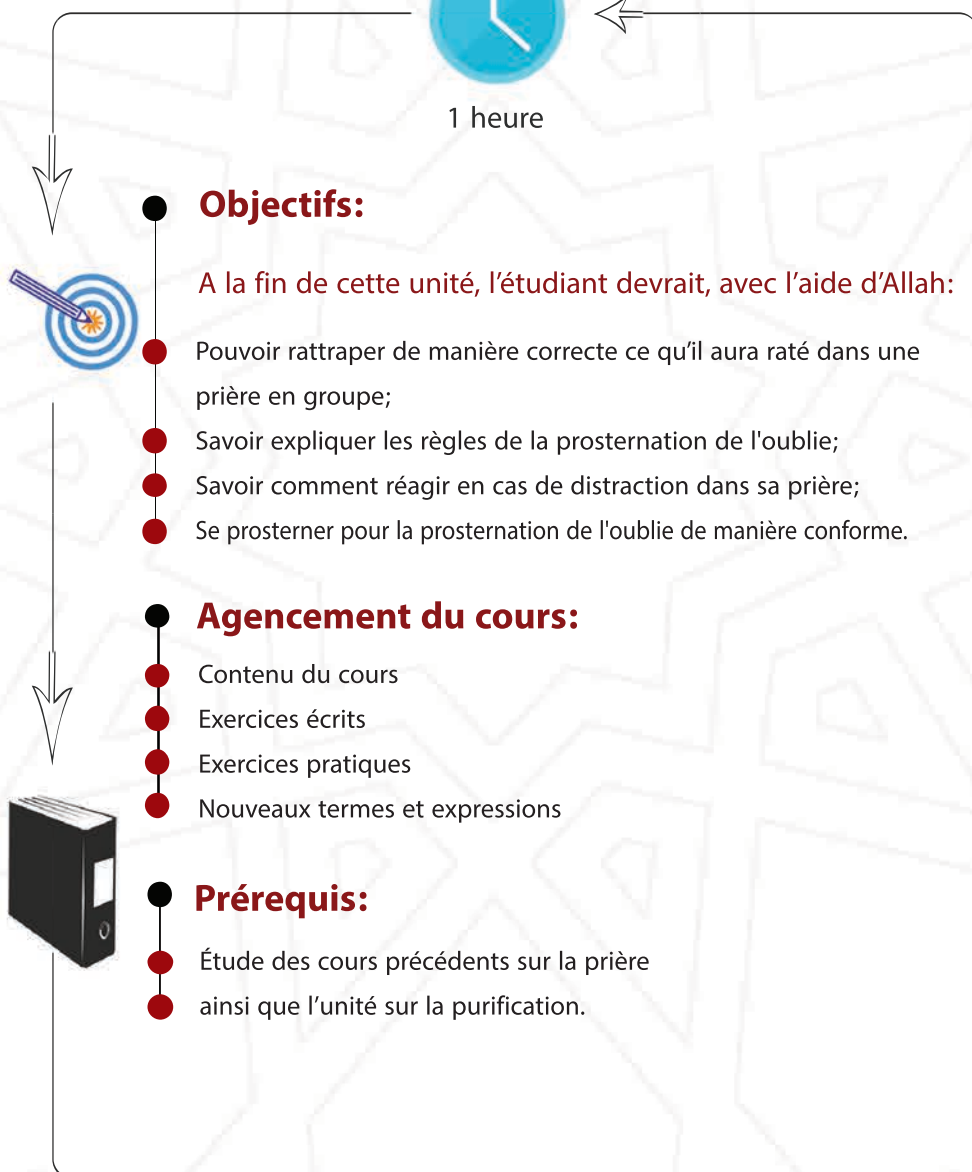 1 heure
Objectifs:
A la fin de cette unité, l’étudiant devrait, avec l’aide d’Allah:
Pouvoir rattraper de manière correcte ce qu’il aura raté dans une
prière en groupe;
Savoir expliquer les règles de la prosternation de l'oublie;
Savoir comment réagir en cas de distraction dans sa prière;
Se prosterner pour la prosternation de l'oublie de manière conforme.
Agencement du cours:
Contenu du cours
Exercices écrits
Exercices pratiques
Nouveaux termes et expressions
Prérequis:
Étude des cours précédents sur la prière
ainsi que l’unité sur la purification.